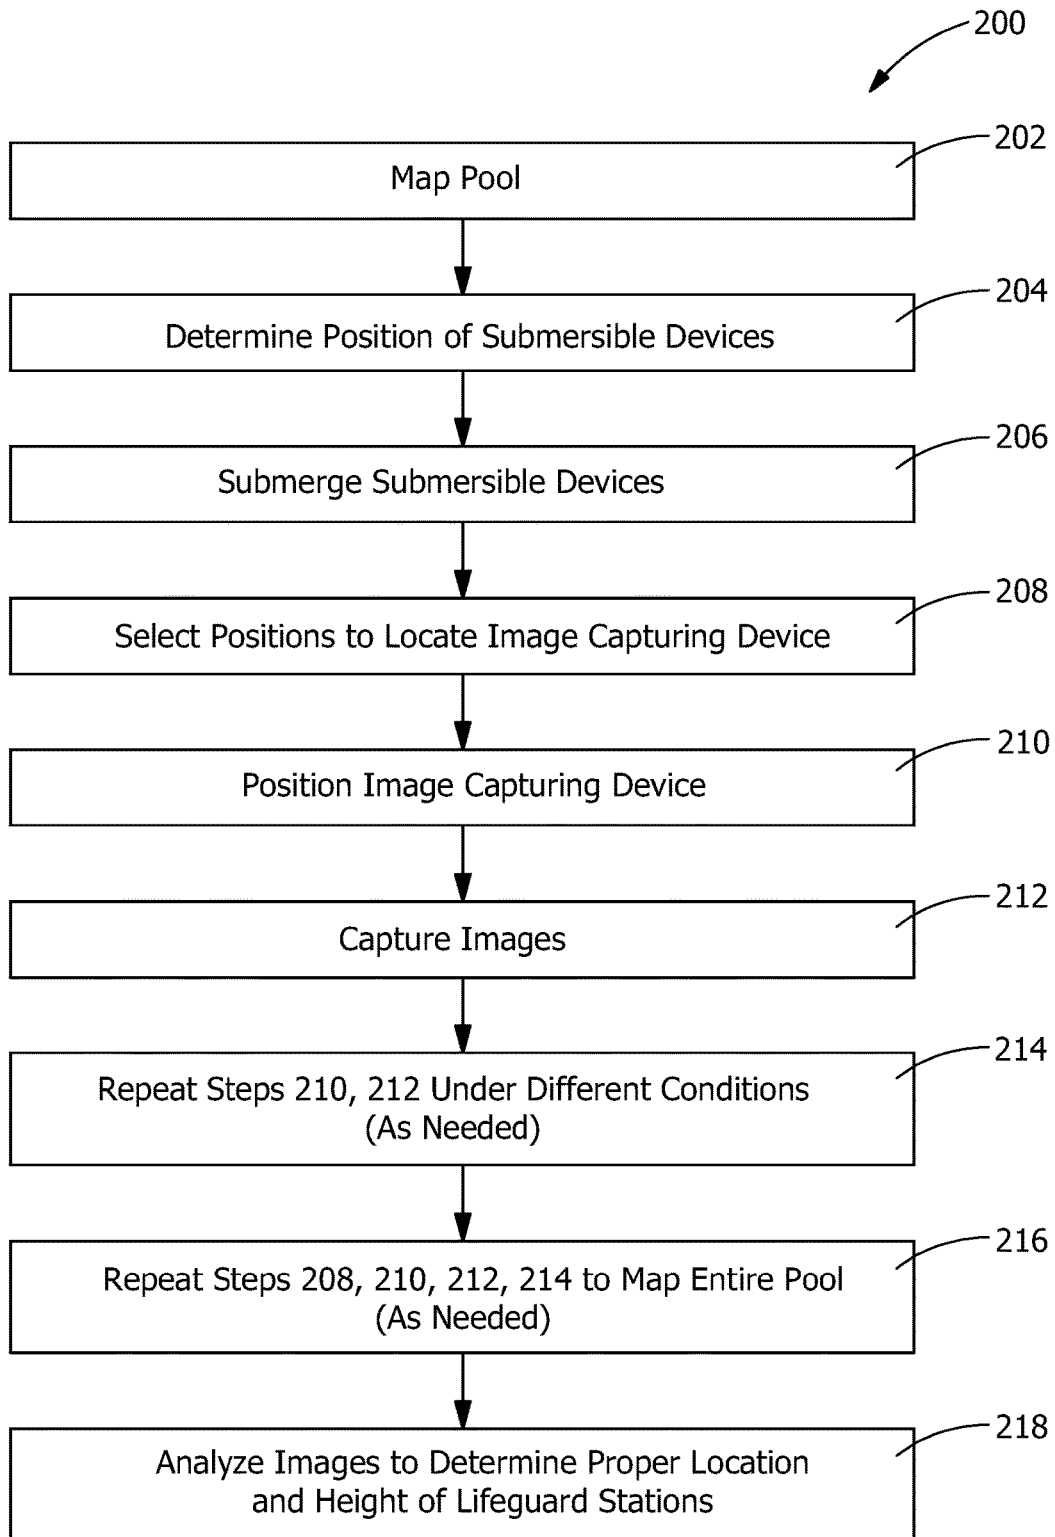 200
202
Map Pool
204
Determine Position of Submersible Devices
206
Submerge Submersible Devices
208
Select Positions to Locate Image Capturing Device
210
Position Image Capturing Device
212
Capture Images
214
Repeat Steps 210, 212 Under Different Conditions
(As Needed)
216
Repeat Steps 208, 210, 212, 214 to Map Entire Pool
(As Needed)
218
Analyze Images to Determine Proper Location
and Height of Lifeguard Stations